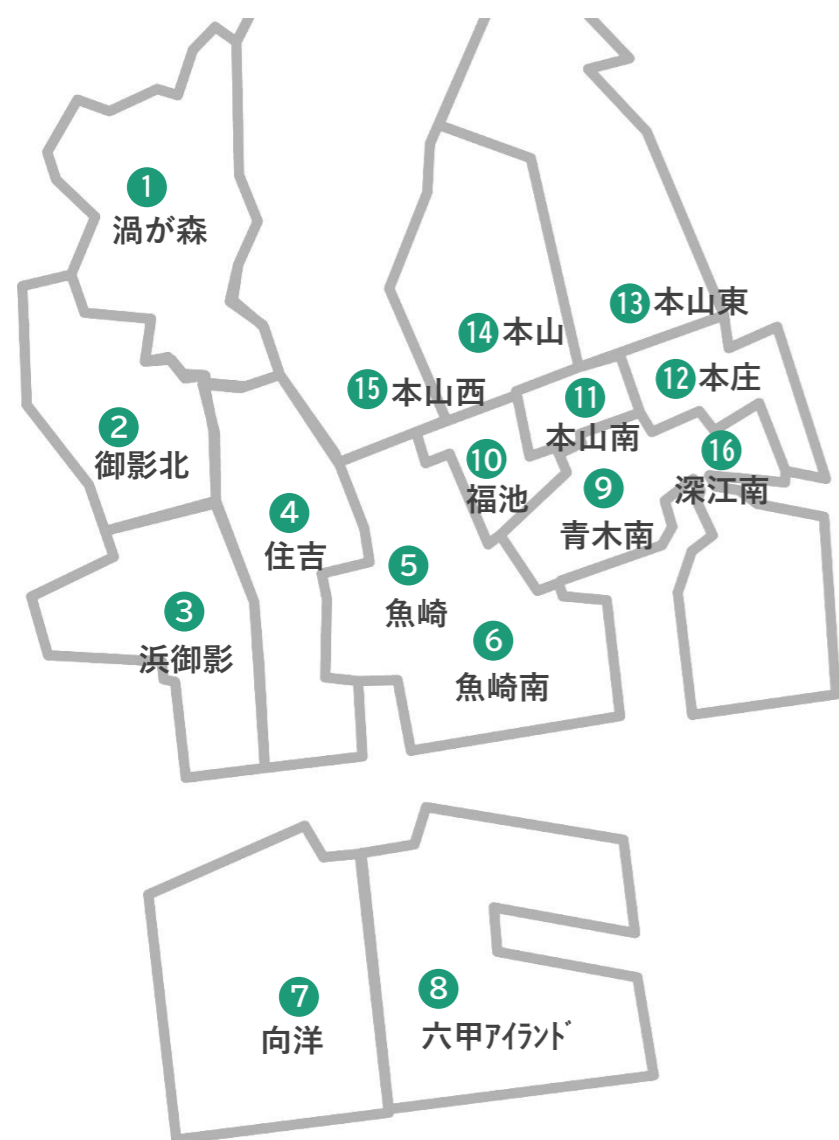 1
渦が森
2
御影北
3
浜御影
4
住吉
5
魚崎
6
魚崎南
7
向洋
8
六甲ｱｲﾗﾝﾄﾞ
9
青木南
10
福池
11
本山南
12 本庄
13 本山東
14 本山
15 本山西
16
深江南